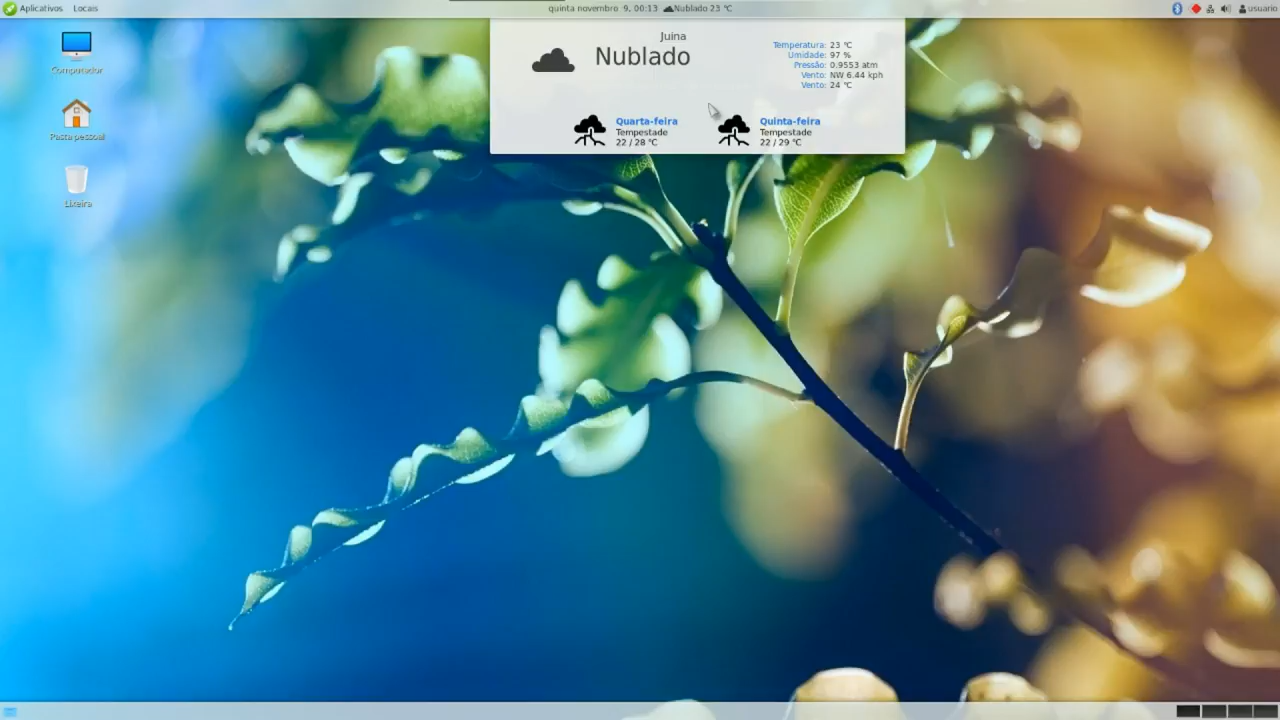 Aplicativos Locais
quinta novembro 9, 00:13 Nublado 23 ℃
usuario
Computador
Pasta pessoal
Lixeira
Juína
Nublado
Temperatura: 23 ℃
Umidade: 97 %
Pressão: 0.9553 atm
Vento: NW 6.44 kph
Vento: 24 ℃
Quarta-feira
Tempestade
22 / 28 ℃
Quinta-feira
Tempestade
22 / 29 ℃